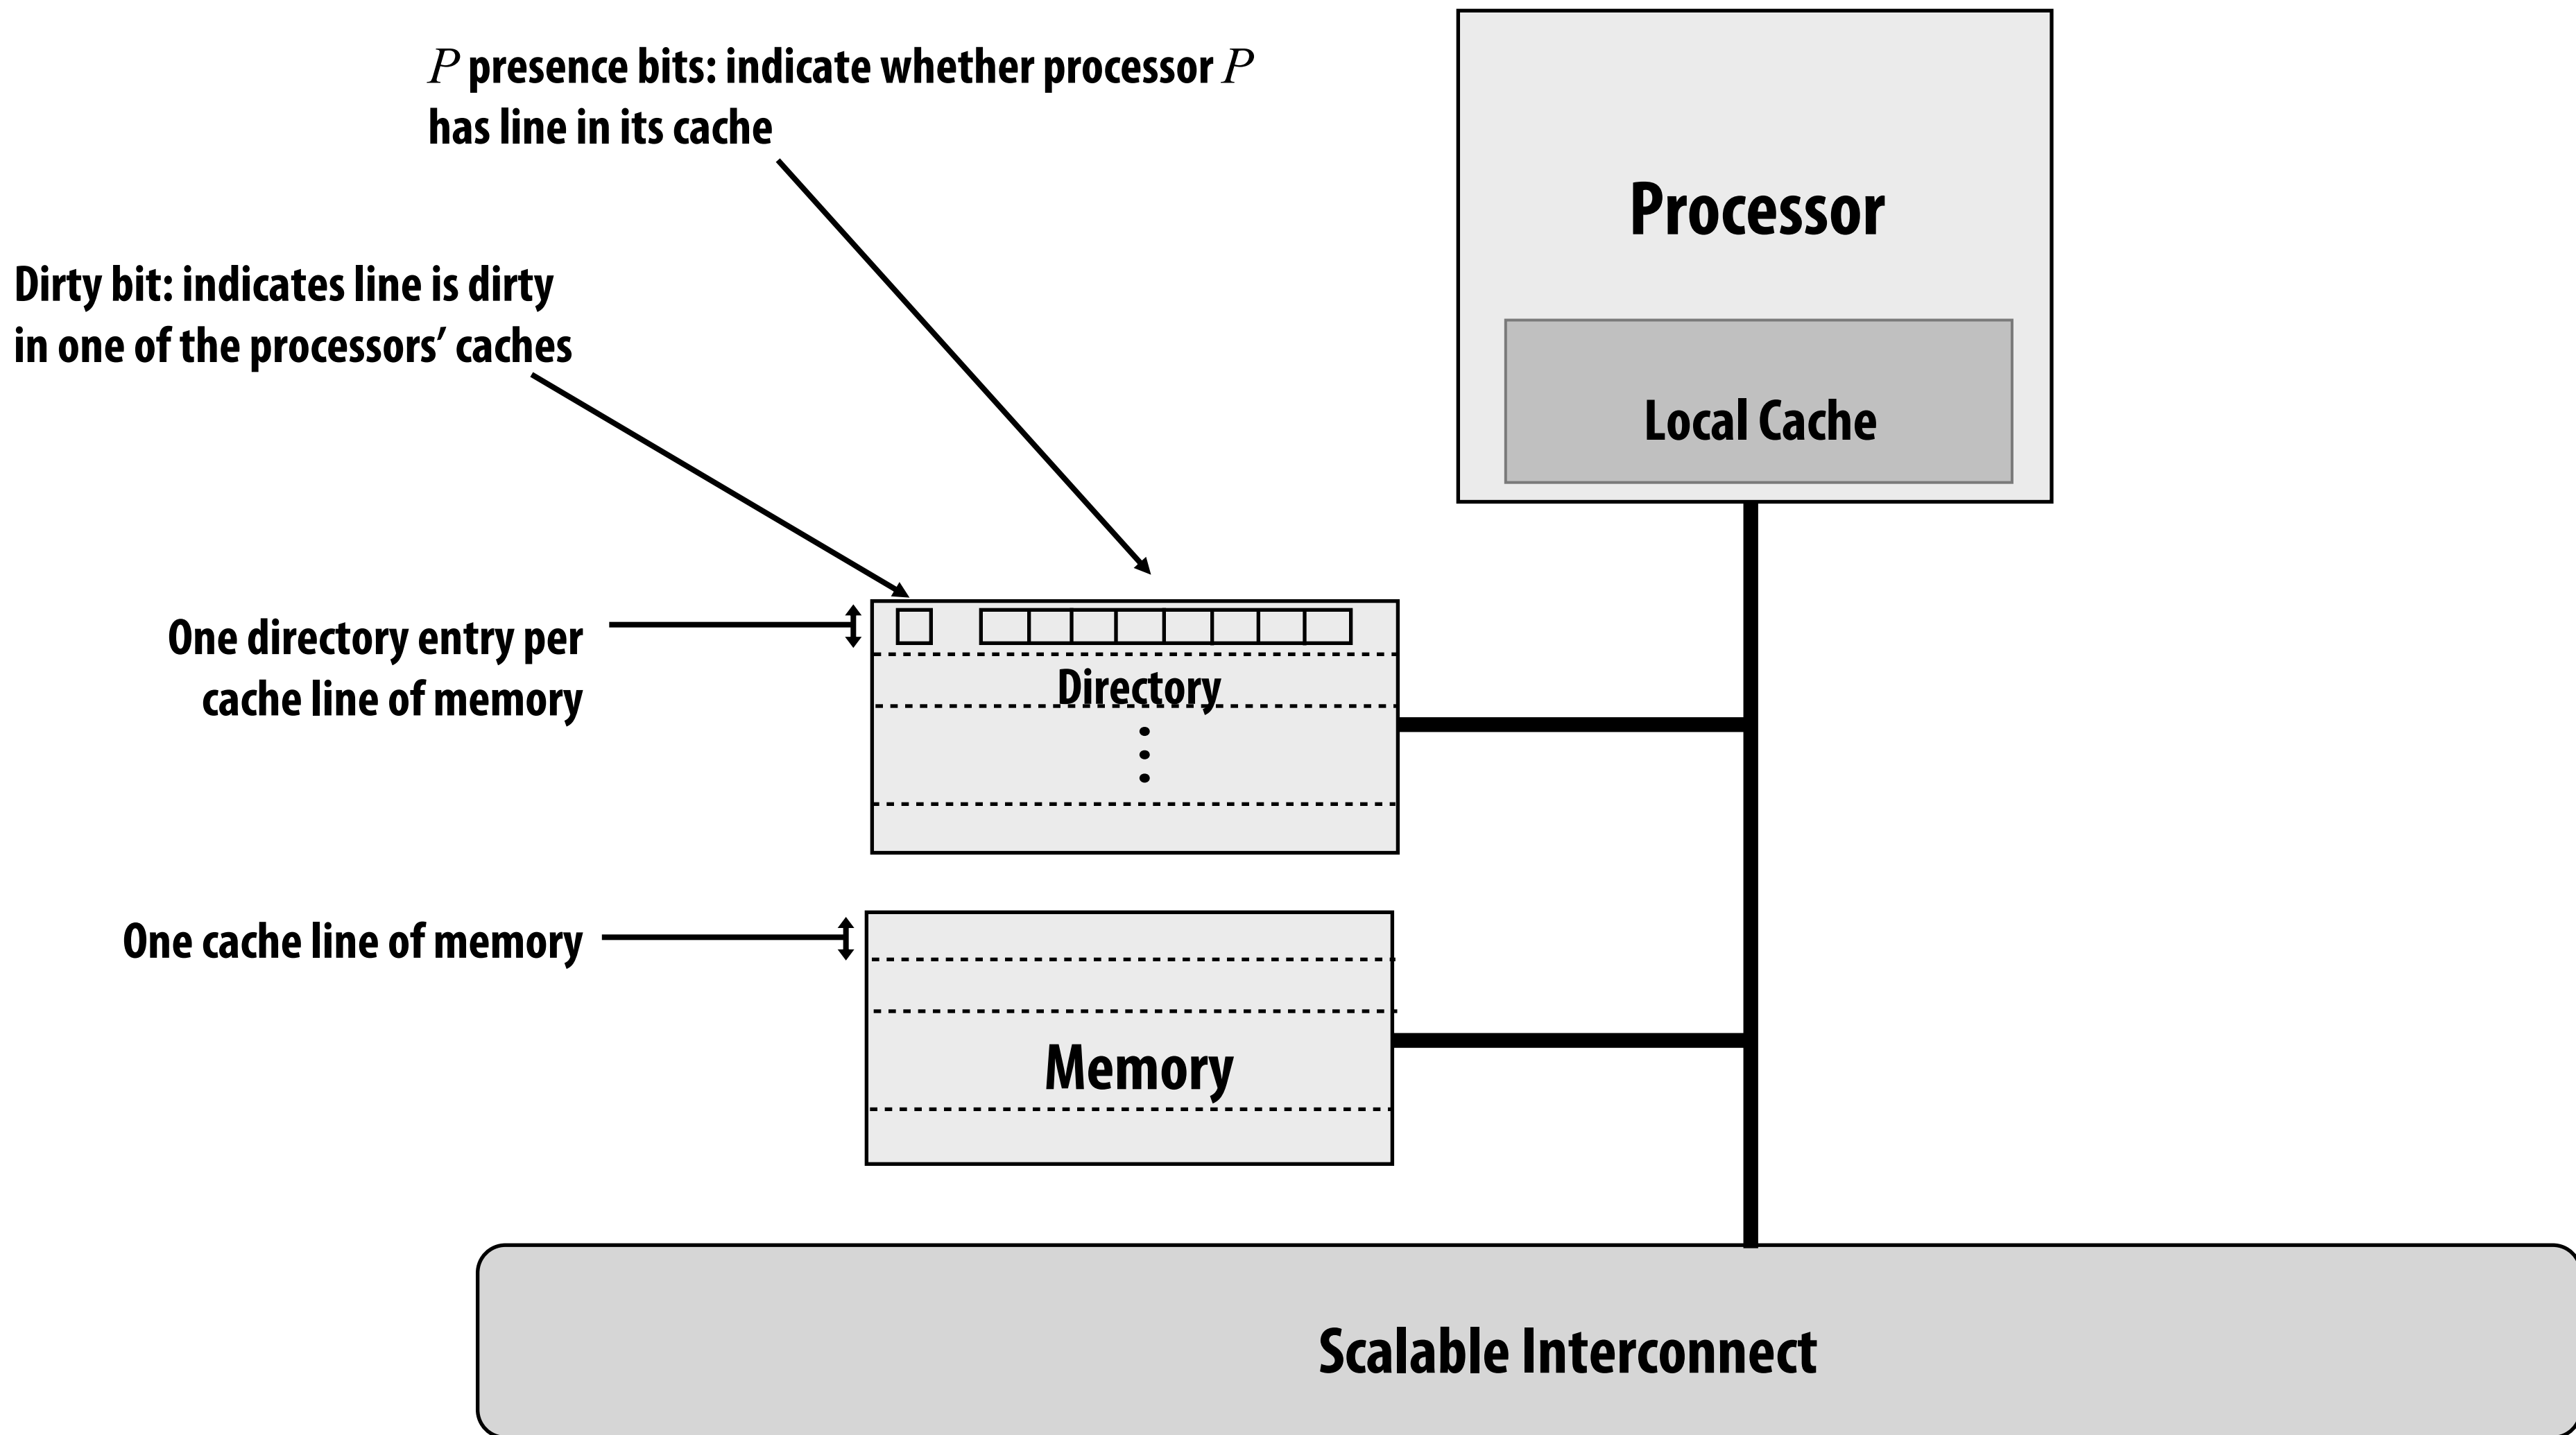 P presence bits: indicate whether processor P
has line in its cache
Processor
Dirty bit: indicates line is dirty
in one of the processors’ caches
Local Cache
One directory entry per
cache line of memory
Directory
One cache line of memory
Memory
Scalable Interconnect